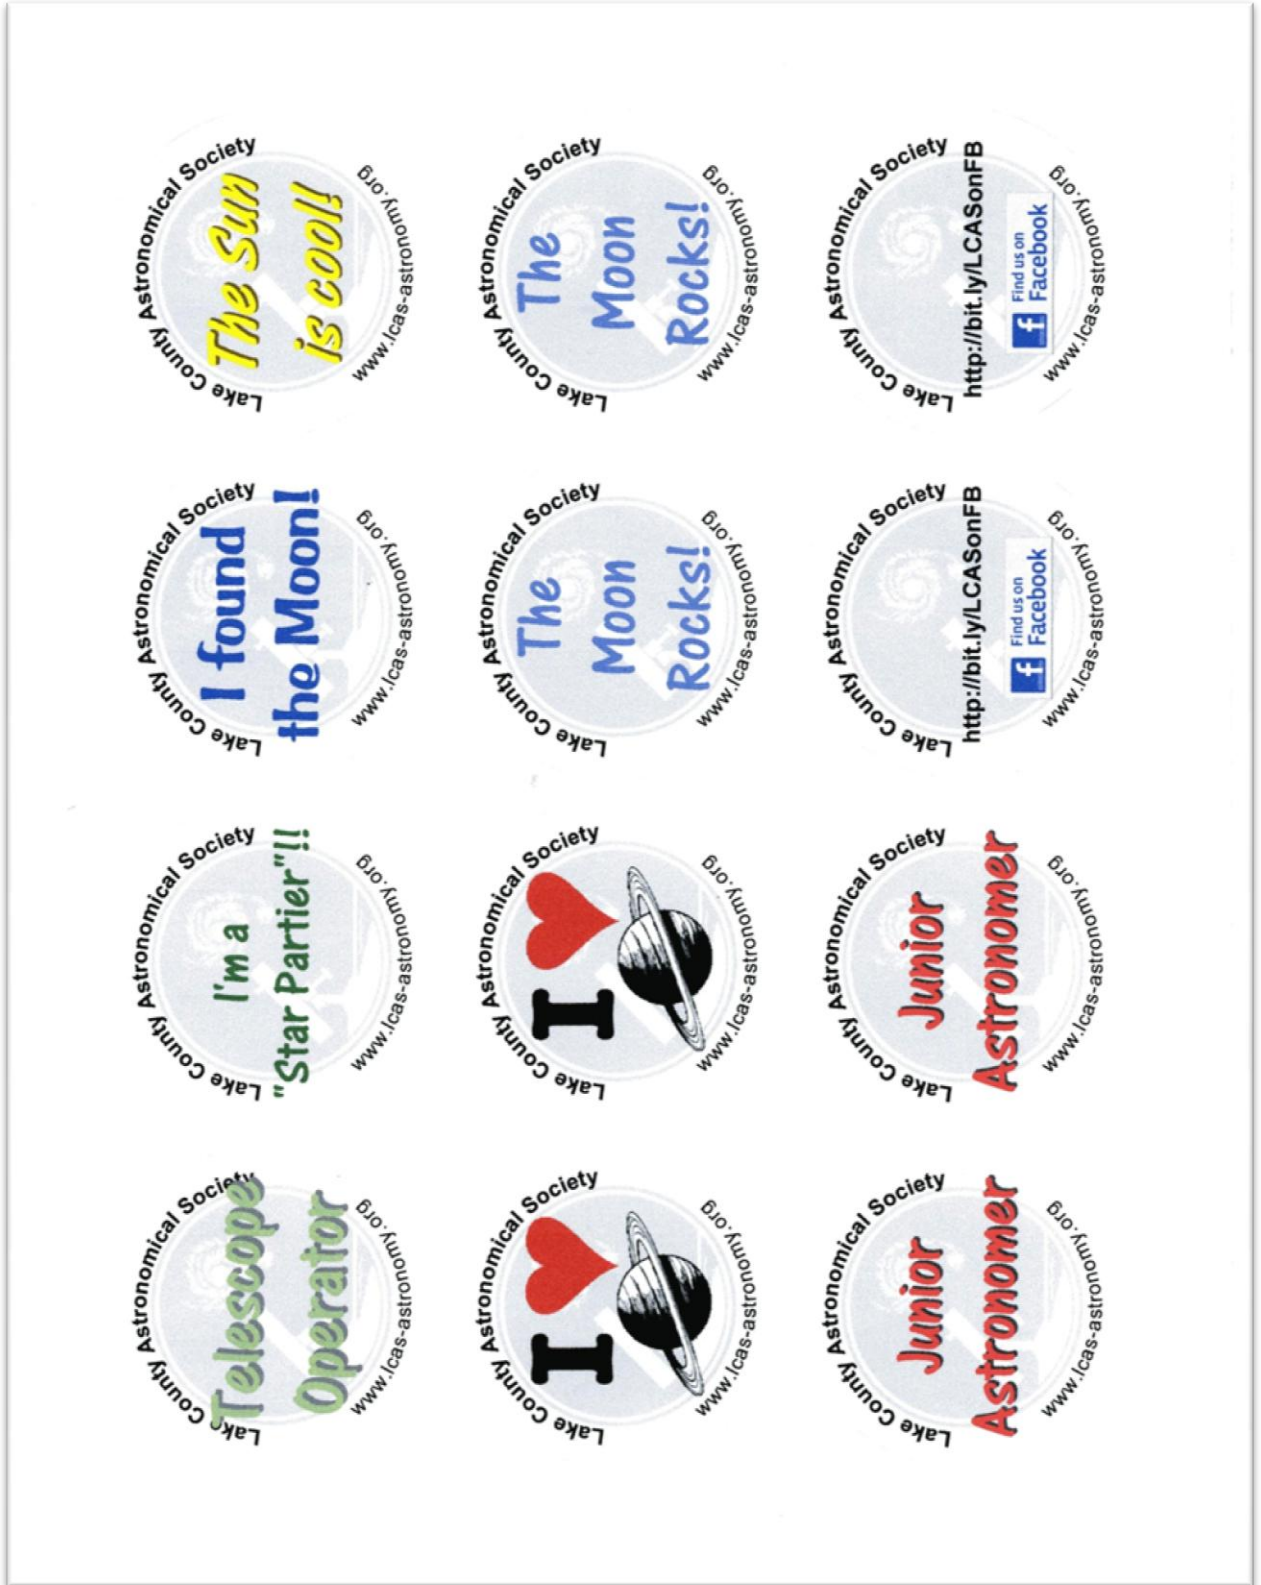 Lake County Astronomical Society
Telescope
Operator
www.lcas-astronomy.org
Lake County Astronomical Society
I'm a
"Star Partier"!!
www.lcas-astronomy.org
Lake County Astronomical Society
I found
the Moon!
www.lcas-astronomy.org
Lake County Astronomical Society
The Sun
is cool!
www.lcas-astronomy.org
Lake County Astronomical Society
I
www.lcas-astronomy.org
Lake County Astronomical Society
I
www.lcas-astronomy.org
Lake County Astronomical Society
The
Moon
Rocks!
www.lcas-astronomy.org
Lake County Astronomical Society
The
Moon
Rocks!
www.lcas-astronomy.org
Lake County Astronomical Society
Junior
Astronomer
www.lcas-astronomy.org
Lake County Astronomical Society
Junior
Astronomer
www.lcas-astronomy.org
Lake County Astronomical Society
http://bit.ly/LCASonFB
f Find us on
Facebook
www.lcas-astronomy.org
Lake County Astronomical Society
http://bit.ly/LCASonFB
f Find us on
Facebook
www.lcas-astronomy.org